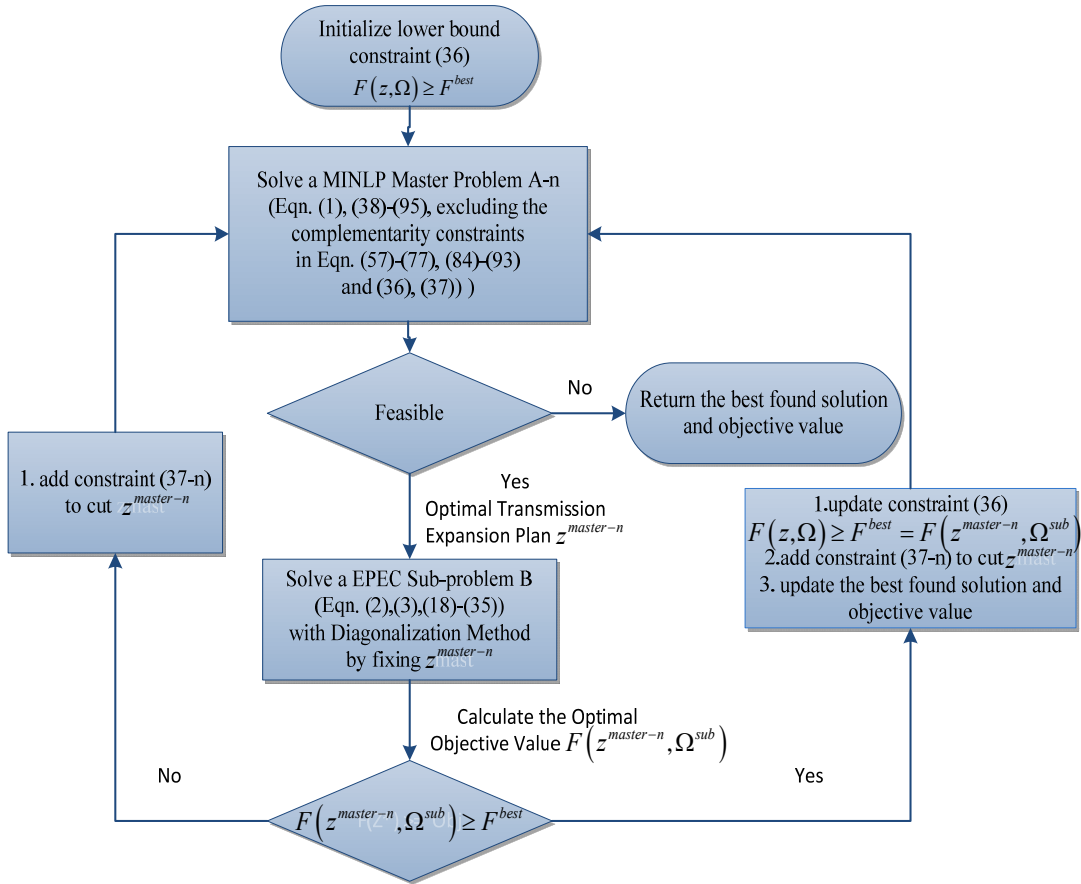 Initialize lower bound
constraint (36)
F(z,Ω) ≥ F^{best}
Solve a MINLP Master Problem A-n
(Eqn. (1), (38)-(95), excluding the
complementarity constraints
in Eqn. (57)-(77), (84)-(93)
and (36), (37)) )
Feasible
No
Return the best found solution
and objective value
Yes
Optimal Transmission
Expansion Plan z^{master-n}
1. add constraint (37-n)
to cut z^{master-n}
1.update constraint (36)
F(z,Ω) ≥ F^{best} = F(z^{master-n},Ω^{sub})
2.add constraint (37-n) to cut z^{master-n}
3. update the best found solution and
objective value
Solve a EPEC Sub-problem B
(Eqn. (2),(3),(18)-(35))
with Diagonalization Method
by fixing z^{master-n}
Calculate the Optimal
Objective Value F(z^{master-n},Ω^{sub})
No
Yes
F(z^{master-n},Ω^{sub}) ≥ F^{best}